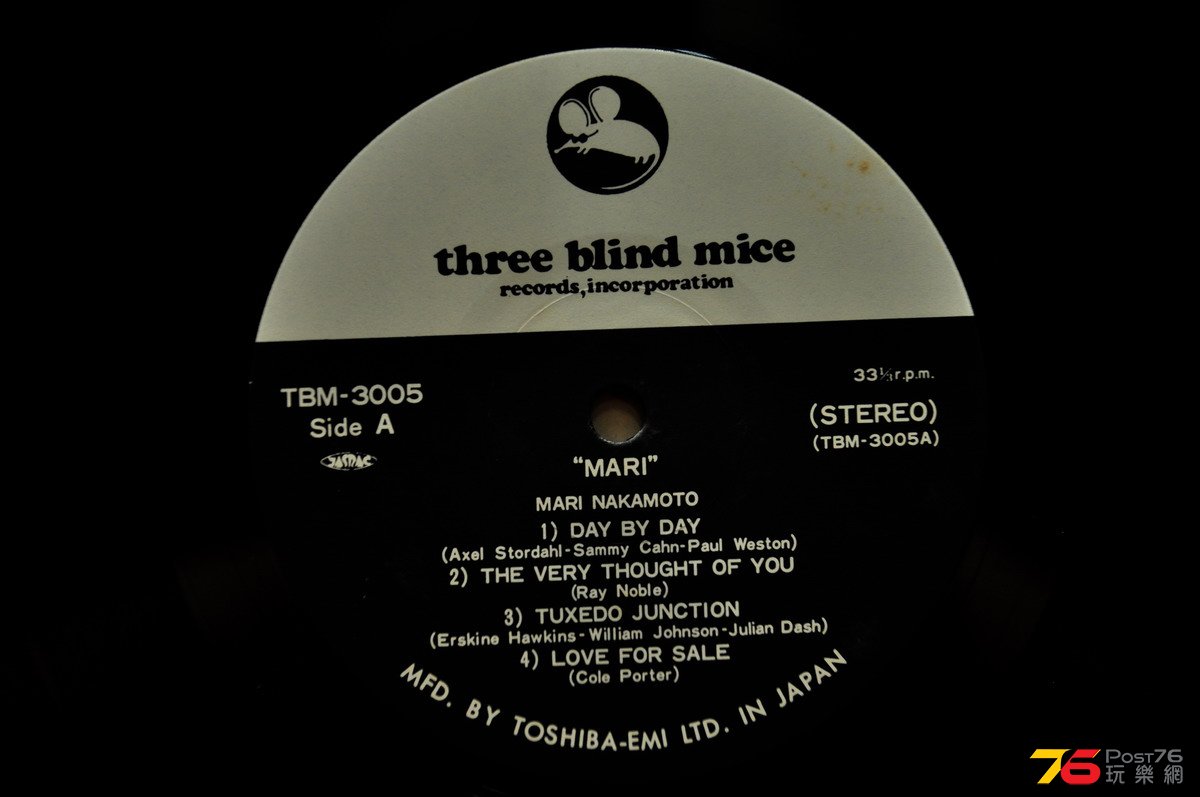 three blind mice
records, incorporation
TBM-3005
Side A
JASRAC
33⅓ r.p.m.
(STEREO)
(TBM-3005A)
"MARI"
MARI NAKAMOTO
1) DAY BY DAY
(Axel Stordahl-Sammy Cahn-Paul Weston)
2) THE VERY THOUGHT OF YOU
(Ray Noble)
3) TUXEDO JUNCTION
(Erskine Hawkins-William Johnson-Julian Dash)
4) LOVE FOR SALE
(Cole Porter)
MFD. BY TOSHIBA-EMI LTD. IN JAPAN
76 POST76
玩樂網